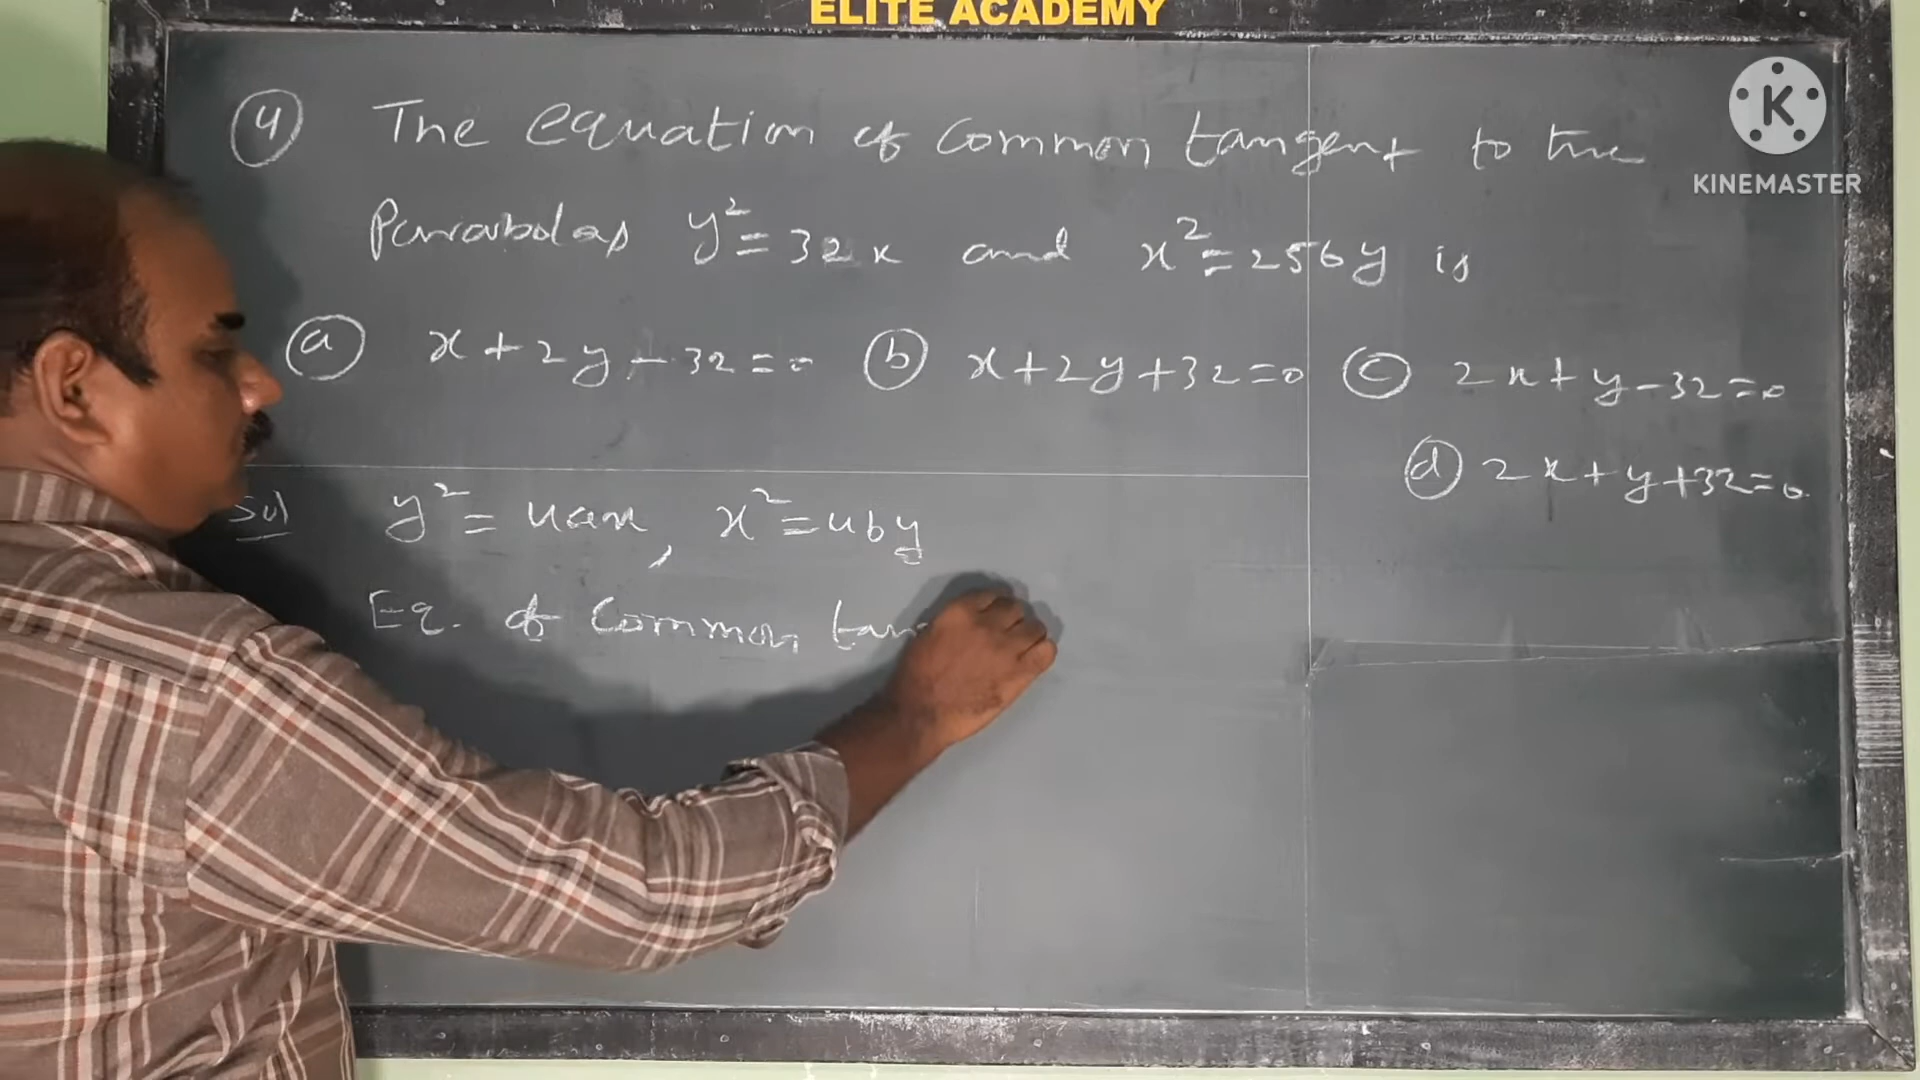 ELITE ACADEMY
K
KINEMASTER
4 The equation of common tangent to the
Parabolas y²=32x and x²=256y is
a x+2y-32=0 b x+2y+32=0 c 2x+y-32=0
d 2x+y+32=0
Sol y²=4ax, x²=4by
Eq. of Common tan